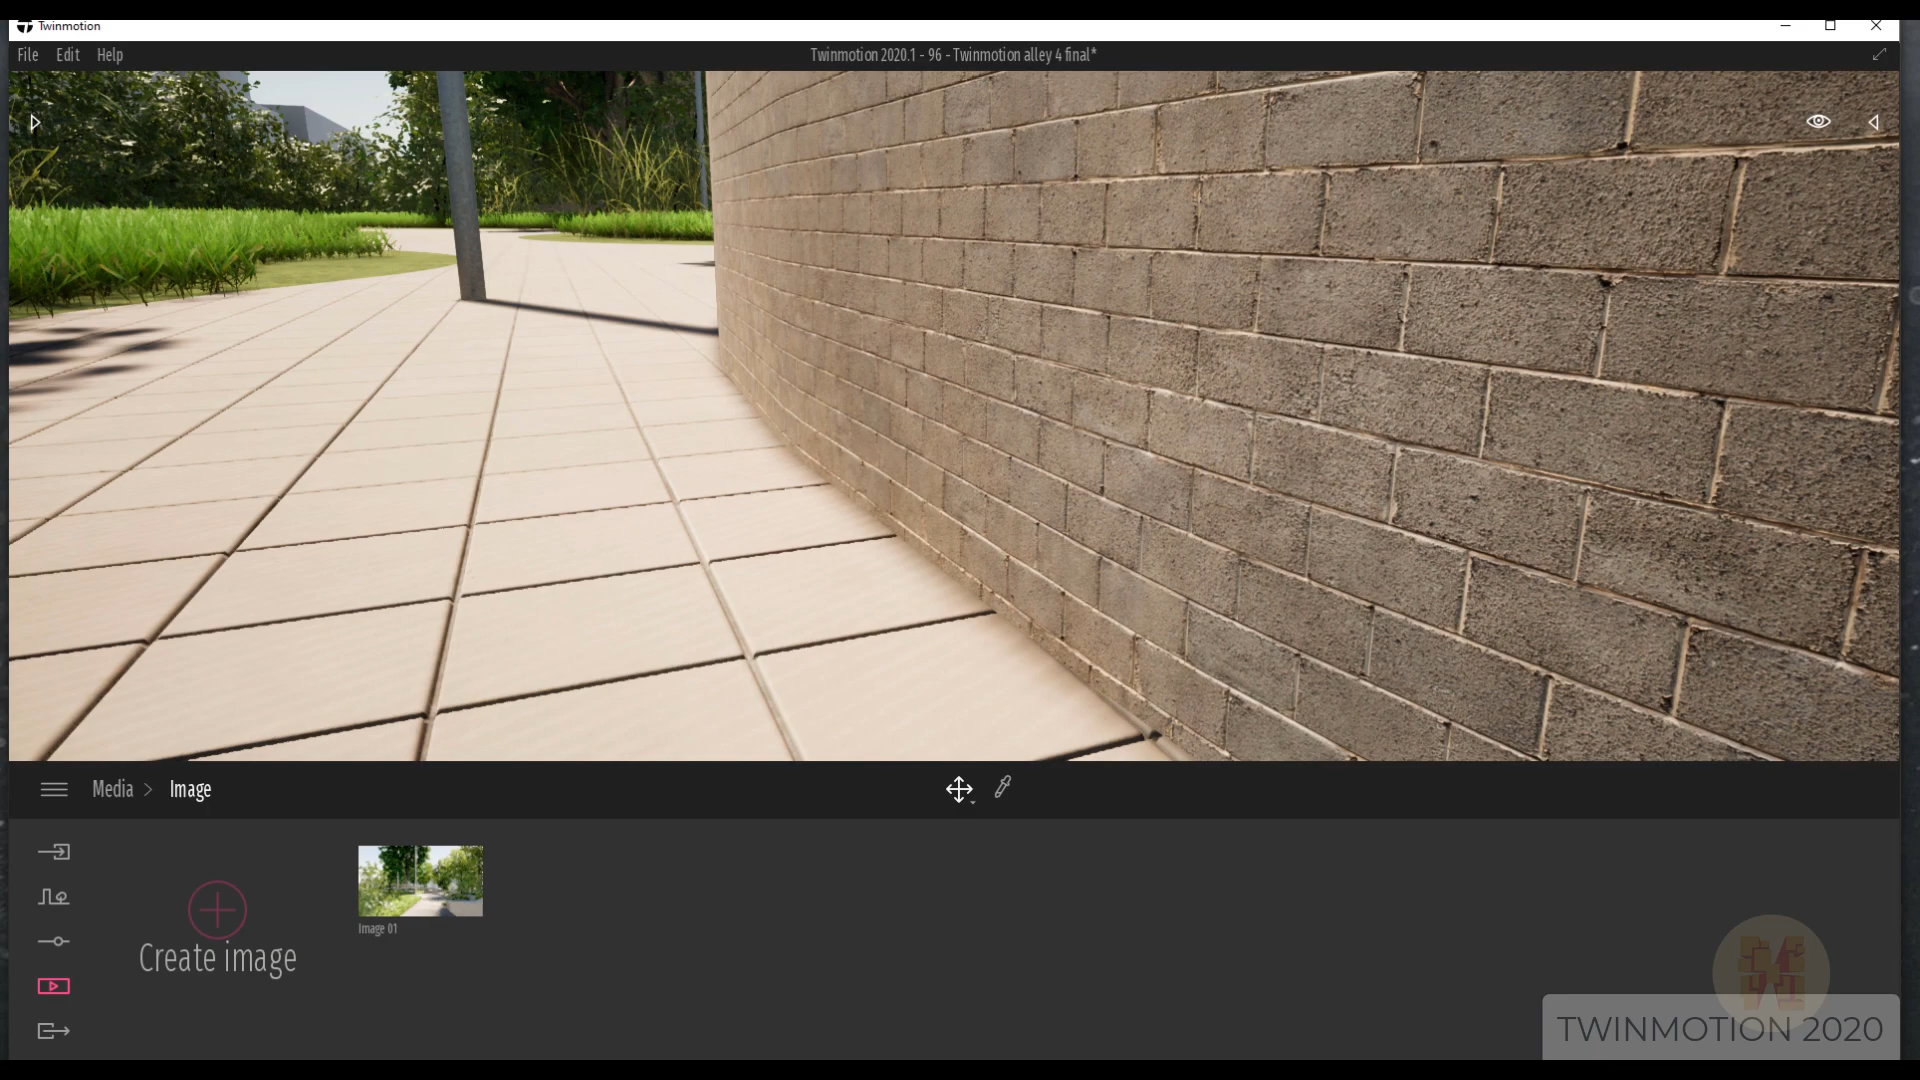 Twinmotion
File Edit Help
Twinmotion 2020.1 - 96 - Twinmotion alley 4 final*
Media > Image
Create image
Image 01
TWINMOTION 2020